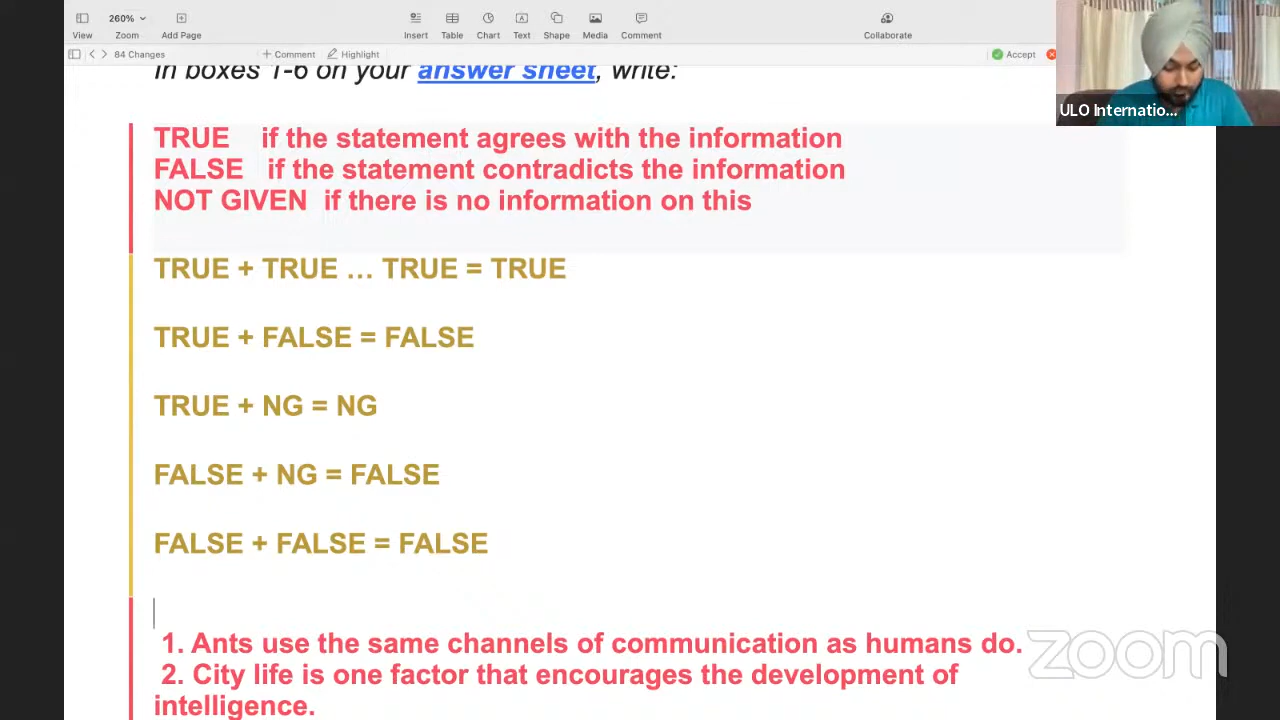 260%
View
Zoom
Add Page
Insert
Table
Chart
Text
Shape
Media
Comment
Collaborate
84 Changes
Comment
Highlight
Accept
ULO Internatio...
In boxes 1-6 on your answer sheet, write:
TRUE if the statement agrees with the information
FALSE if the statement contradicts the information
NOT GIVEN if there is no information on this
TRUE + TRUE … TRUE = TRUE
TRUE + FALSE = FALSE
TRUE + NG = NG
FALSE + NG = FALSE
FALSE + FALSE = FALSE
1. Ants use the same channels of communication as humans do.
2. City life is one factor that encourages the development of
intelligence.
zoom